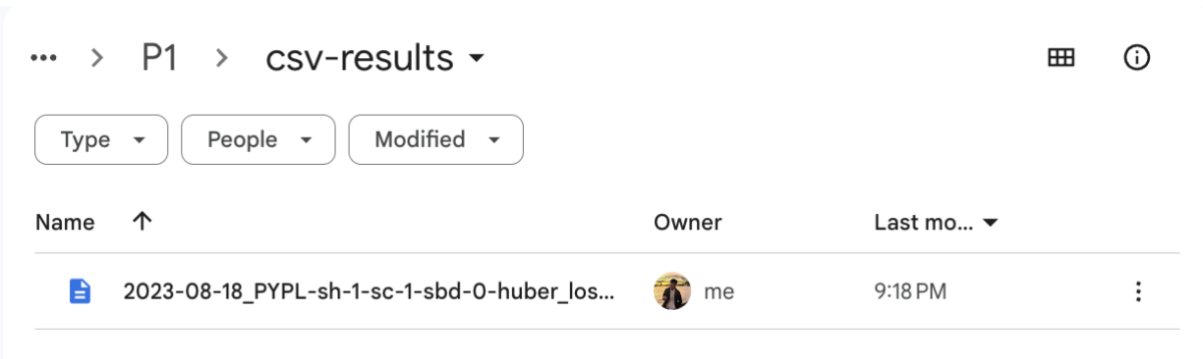 ... > P1 > csv-results
Type People Modified
Name Owner Last mo...
2023-08-18_PYPL-sh-1-sc-1-sbd-0-huber_los... me 9:18 PM